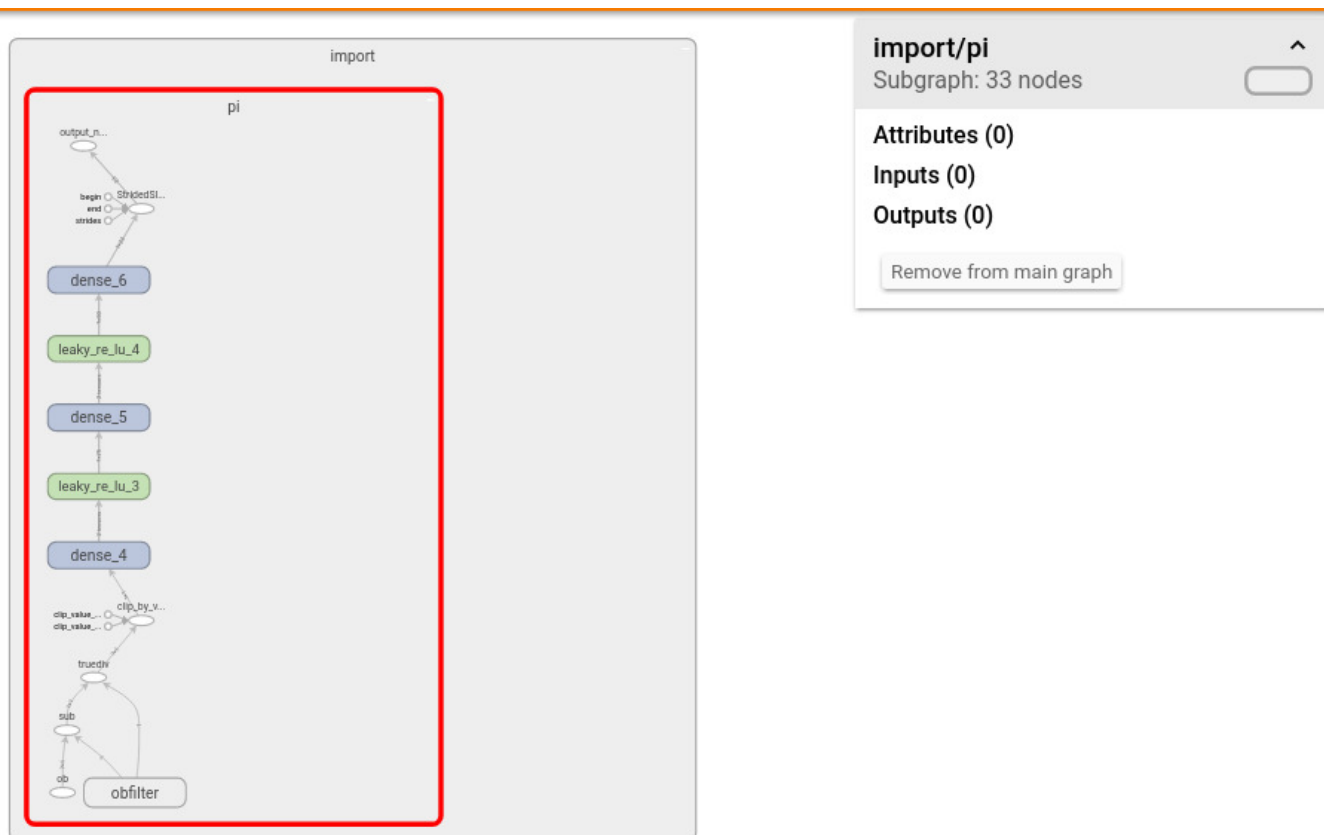 import
pi
output_n...
StridedSl...
begin
end
strides
dense_6
leaky_re_lu_4
dense_5
leaky_re_lu_3
dense_4
clip_by_v...
clip_value_...
clip_value_...
truediv
sub
ob
obfilter
import/pi
Subgraph: 33 nodes
Attributes (0)
Inputs (0)
Outputs (0)
Remove from main graph